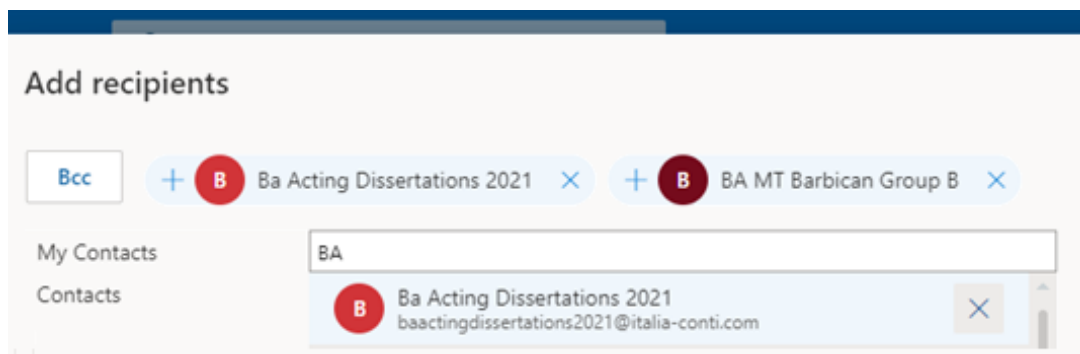 Add recipients
Bcc + B Ba Acting Dissertations 2021 × + B BA MT Barbican Group B ×
My Contacts BA
Contacts B Ba Acting Dissertations 2021 ×
baactingdissertations2021@italia-conti.com